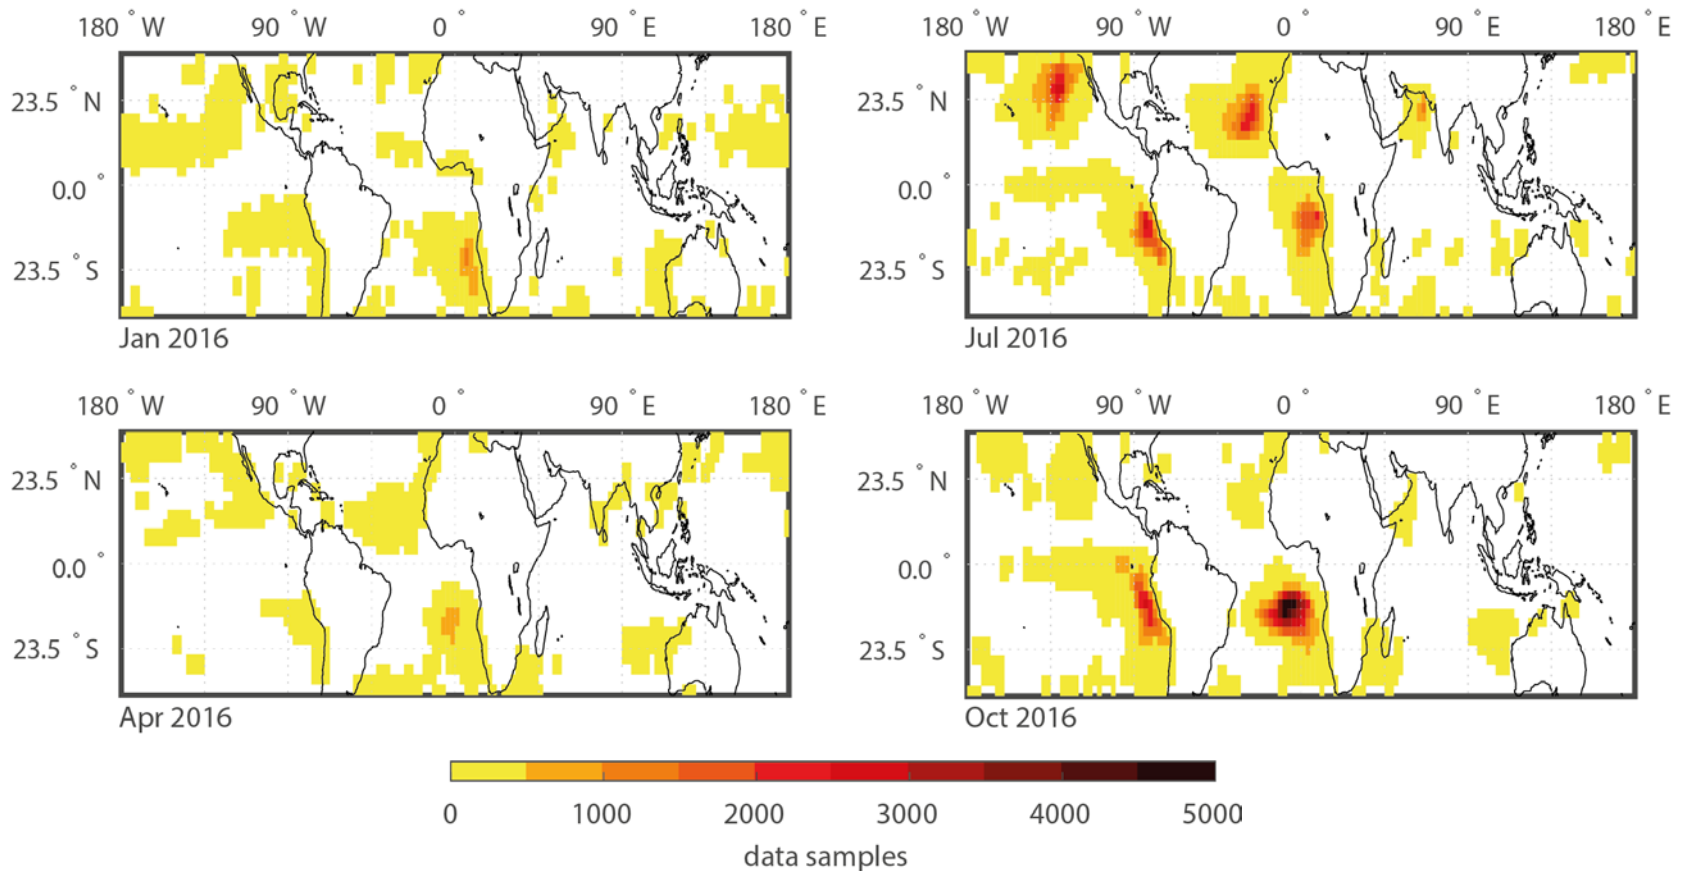 180 °W 90 °W 0° 90 °E 180 °E
23.5 °N
0.0 °
23.5 °S
Jan 2016
180 °W 90 °W 0° 90 °E 180 °E
23.5 °N
0.0 °
23.5 °S
Jul 2016
180 °W 90 °W 0° 90 °E 180 °E
23.5 °N
0.0 °
23.5 °S
Apr 2016
180 °W 90 °W 0° 90 °E 180 °E
23.5 °N
0.0 °
23.5 °S
Oct 2016
0 1000 2000 3000 4000 5000
data samples